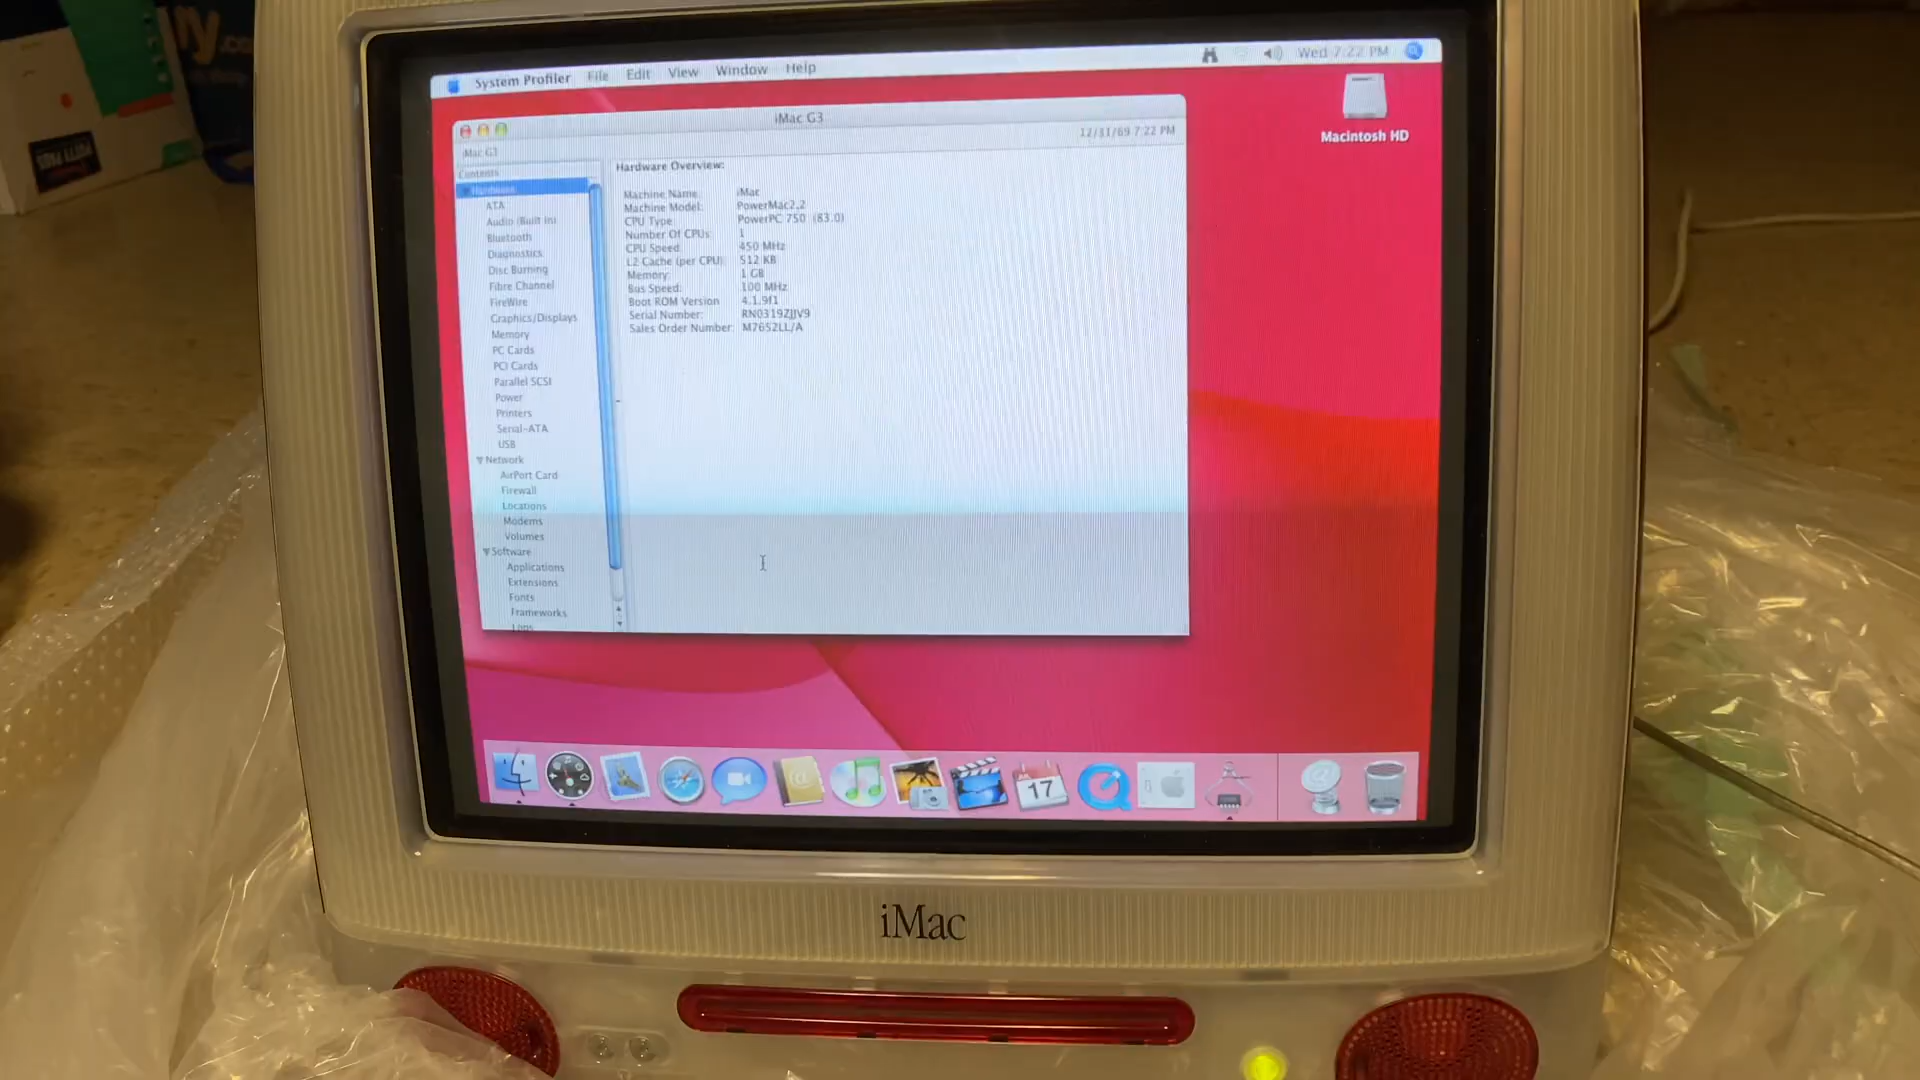 System Profiler File Edit View Window Help
Wed 7:22 PM
Macintosh HD
iMac G3
12/31/69 7:22 PM
iMac G3
Contents
Hardware
ATA
Audio (Built In)
Bluetooth
Diagnostics
Disc Burning
Fibre Channel
FireWire
Graphics/Displays
Memory
PC Cards
PCI Cards
Parallel SCSI
Power
Printers
Serial-ATA
USB
Network
AirPort Card
Firewall
Locations
Modems
Volumes
Software
Applications
Extensions
Fonts
Frameworks
Logs
Hardware Overview:
Machine Name: iMac
Machine Model: PowerMac2,2
CPU Type: PowerPC 750 (83.0)
Number Of CPUs: 1
CPU Speed: 450 MHz
L2 Cache (per CPU): 512 KB
Memory: 1 GB
Bus Speed: 100 MHz
Boot ROM Version 4.1.9f1
Serial Number: RN0319ZJJV9
Sales Order Number: M7652LL/A
17
iMac